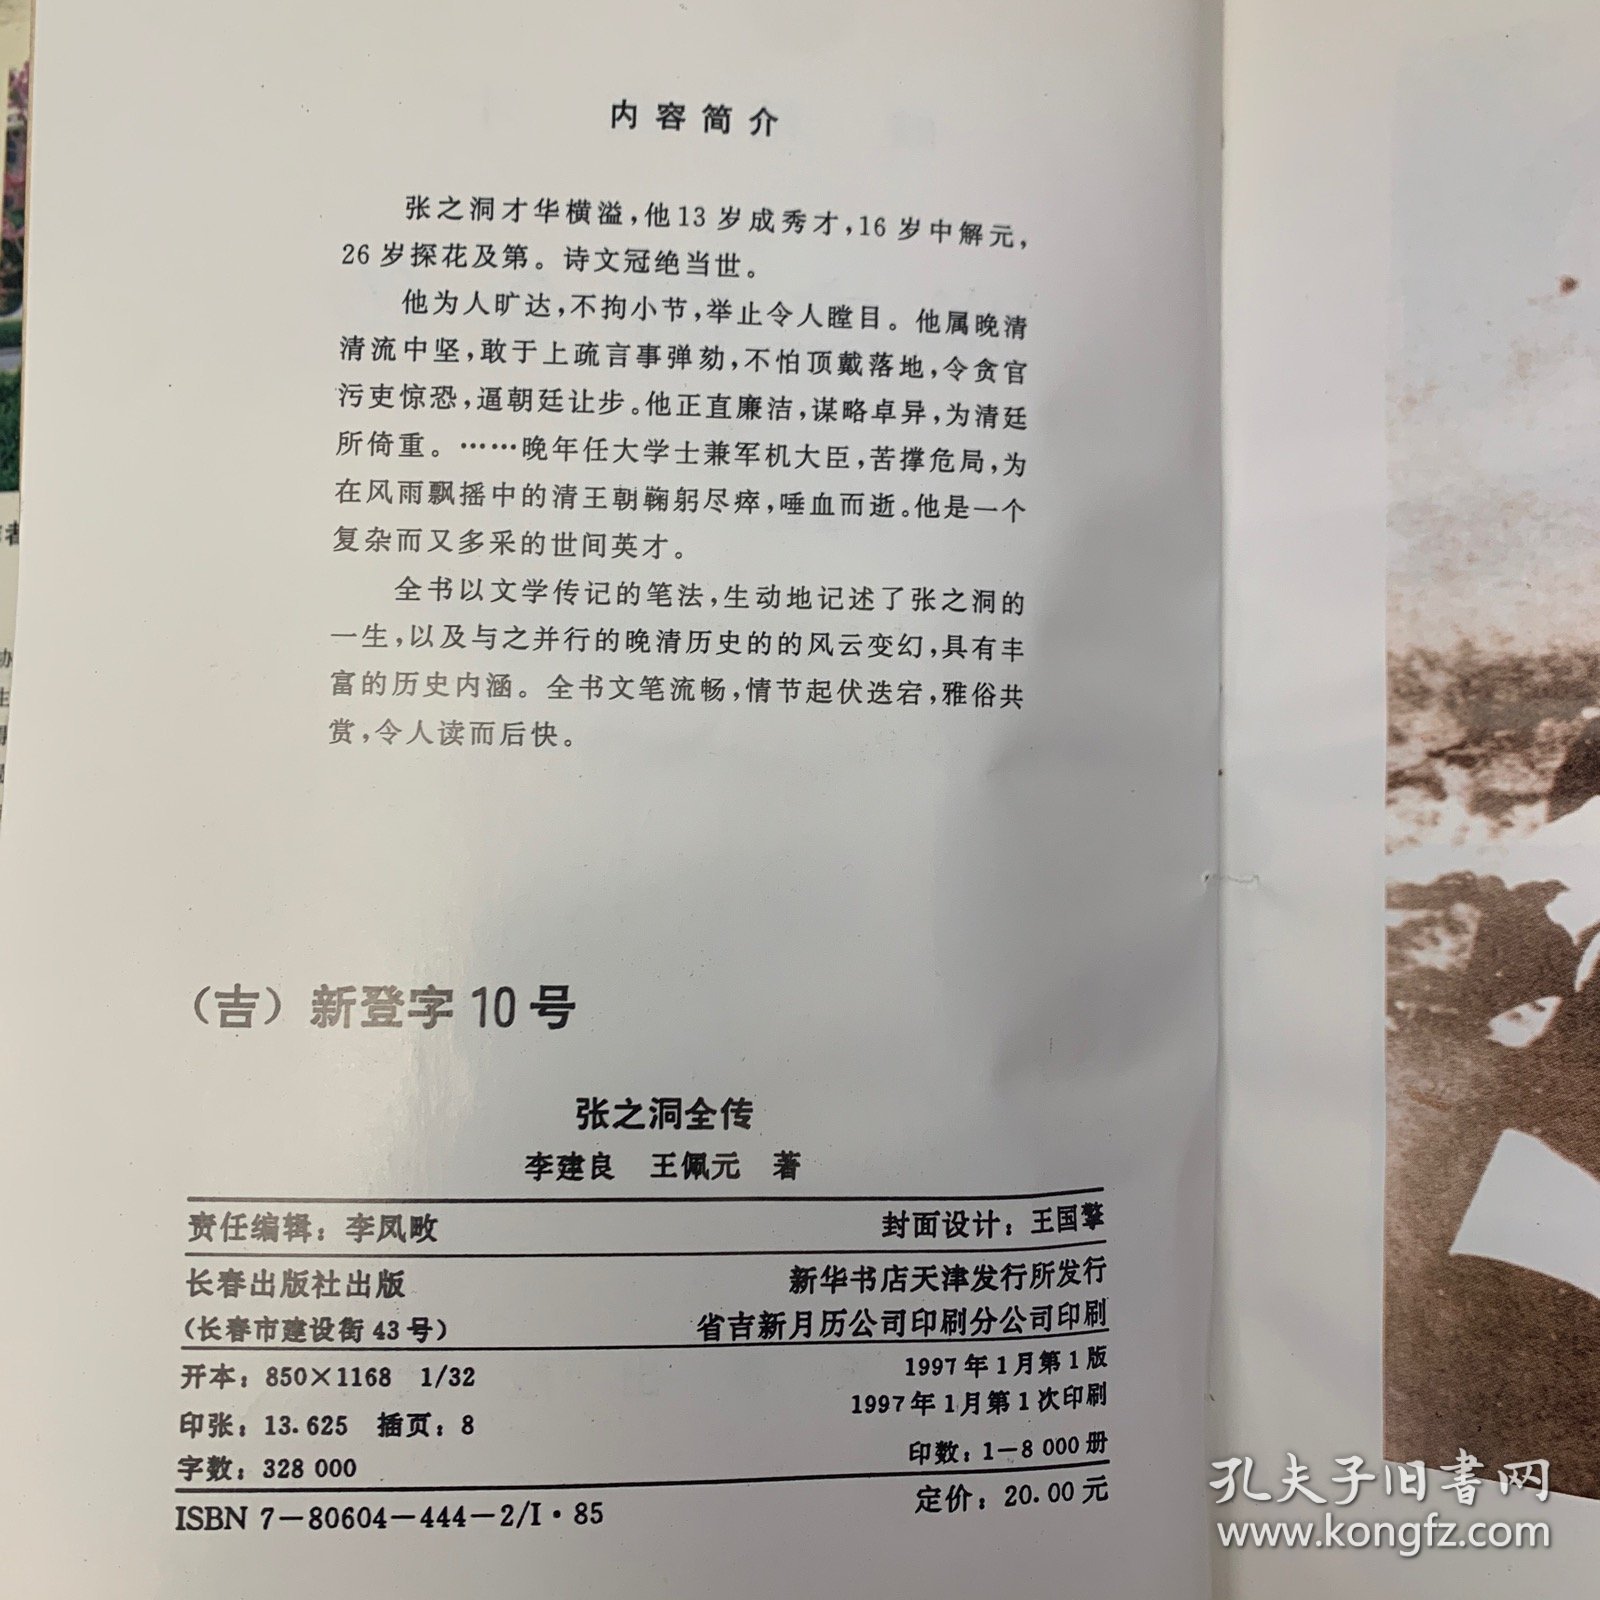 内容简介
张之洞才华横溢,他13岁成秀才,16岁中解元,
26岁探花及第。诗文冠绝当世。
他为人旷达,不拘小节,举止令人瞠目。他属晚清
清流中坚,敢于上疏言事弹劾,不怕顶戴落地,令贪官
污吏惊恐,逼朝廷让步。他正直廉洁,谋略卓异,为清廷
所倚重。……晚年任大学士兼军机大臣,苦撑危局,为
在风雨飘摇中的清王朝鞠躬尽瘁,唾血而逝。他是一个
复杂而又多采的世间英才。
全书以文学传记的笔法,生动地记述了张之洞的
一生,以及与之并行的晚清历史的的风云变幻,具有丰
富的历史内涵。全书文笔流畅,情节起伏迭宕,雅俗共
赏,令人读而后快。
(吉)新登字10号
张之洞全传
李建良 王佩元 著
责任编辑:李凤畋 封面设计:王国擎
长春出版社出版 新华书店天津发行所发行
(长春市建设街43号) 省吉新月历公司印刷分公司印刷
开本:850×1168 1/32 1997年1月第1版
1997年1月第1次印刷
印张:13.625 插页:8
字数:328 000 印数:1—8 000册
ISBN 7—80604—444—2/I·85 定价:20.00元
孔夫子旧书网
www.kongfz.com